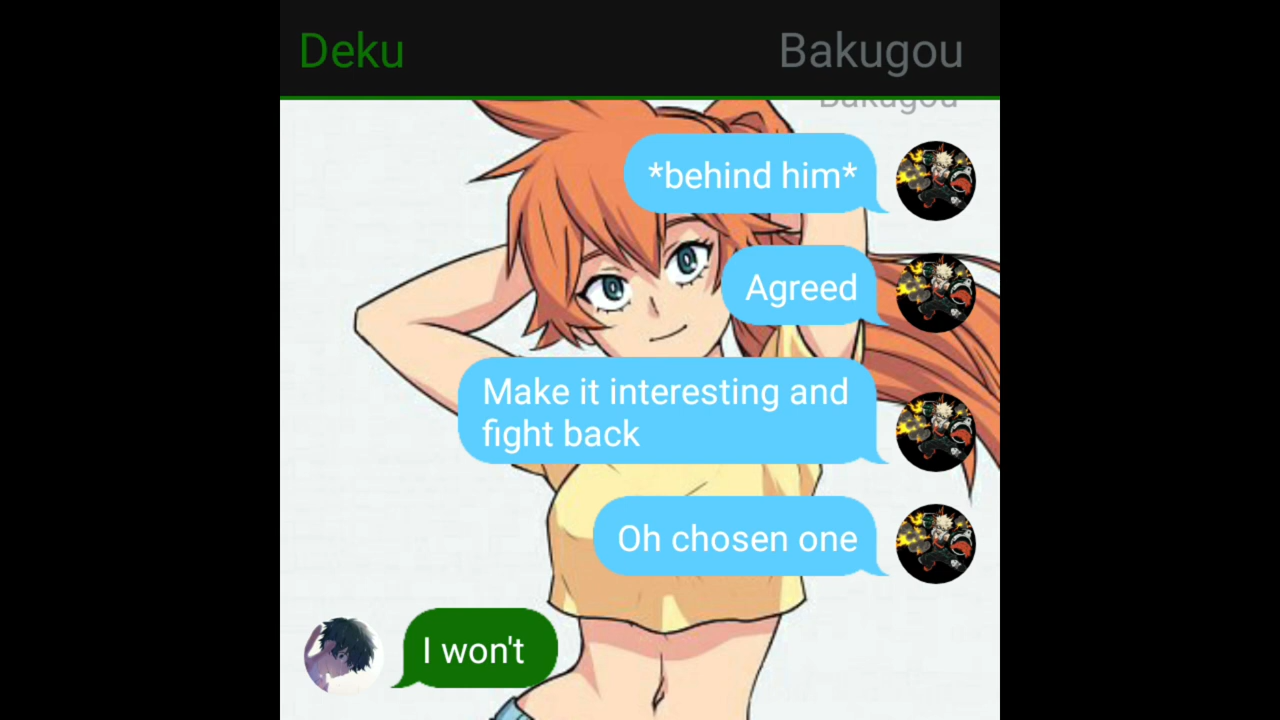 Deku
Bakugou
Bakugou
*behind him*
Agreed
Make it interesting and
fight back
Oh chosen one
I won't